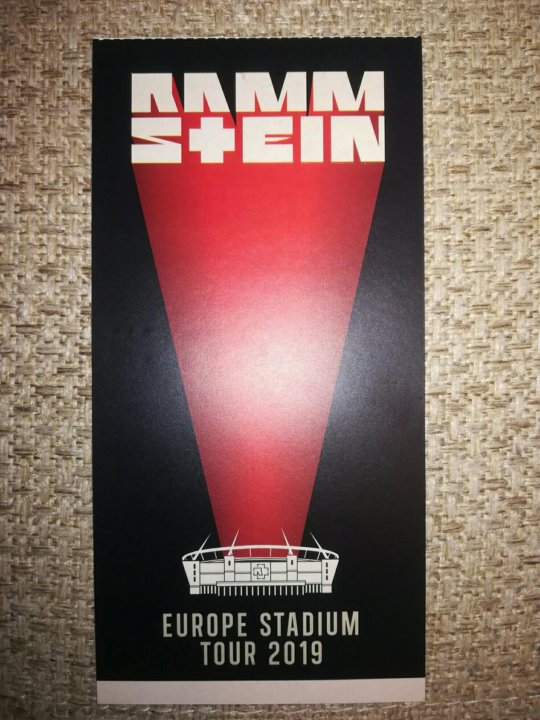 RAMM
STEIN
EUROPE STADIUM
TOUR 2019